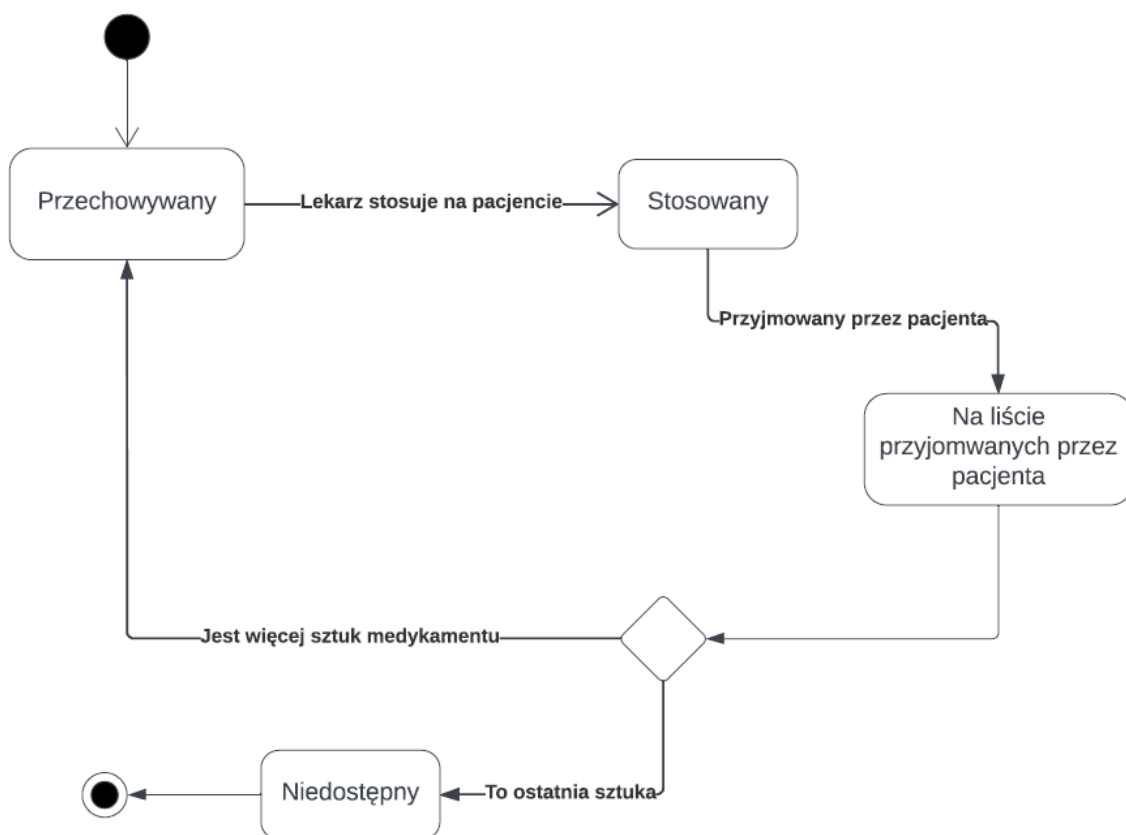 Przechowywany
Lekarz stosuje na pacjencie
Stosowany
Przyjmowany przez pacjenta
Na liście
przyjomwanych przez
pacjenta
Jest więcej sztuk medykamentu
To ostatnia sztuka
Niedostępny